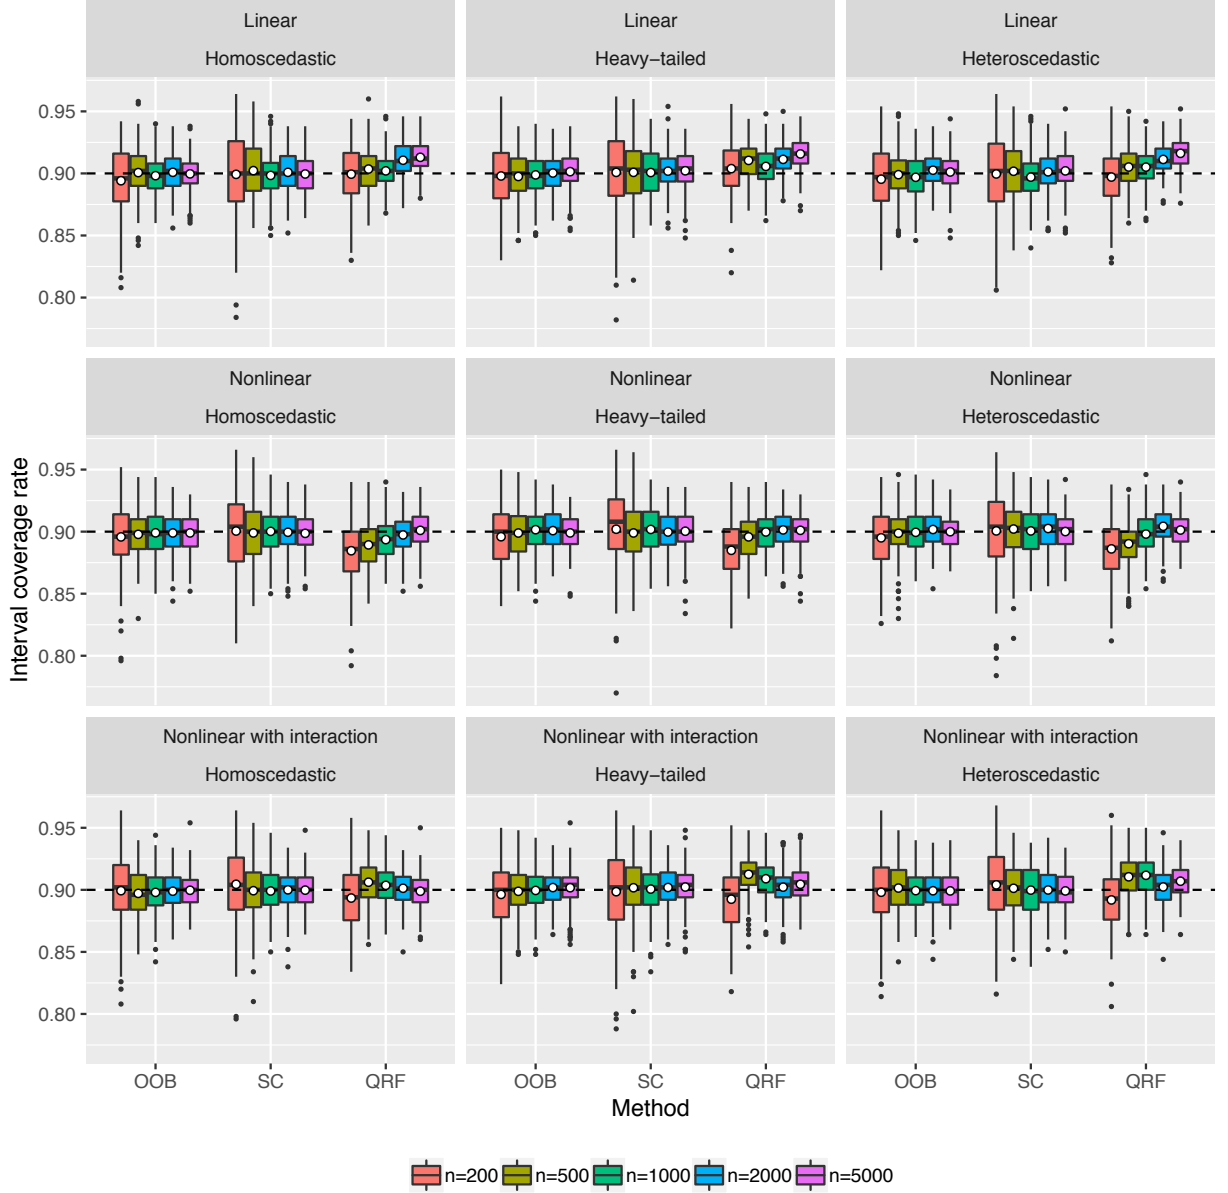 Linear Linear Linear
Homoscedastic Heavy−tailed Heteroscedastic
0.95
0.90
0.85
0.80
Nonlinear Nonlinear Nonlinear
Homoscedastic Heavy−tailed Heteroscedastic
0.95
0.90
0.85
0.80
Interval coverage rate
Nonlinear with interaction Nonlinear with interaction Nonlinear with interaction
Homoscedastic Heavy−tailed Heteroscedastic
0.95
0.90
0.85
0.80
OOB SC QRF OOB SC QRF OOB SC QRF
Method
n=200 n=500 n=1000 n=2000 n=5000